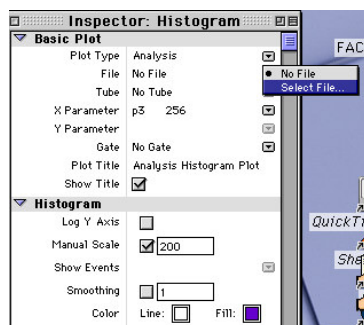 Inspector: Histogram
Basic Plot
Plot Type Analysis
File No File
No File
Select File...
Tube No Tube
X Parameter p3 256
Y Parameter
Gate No Gate
Plot Title Analysis Histogram Plot
Show Title
Histogram
Log Y Axis
Manual Scale 200
Show Events
Smoothing 1
Color Line: Fill:
FAC
QuickTi
She